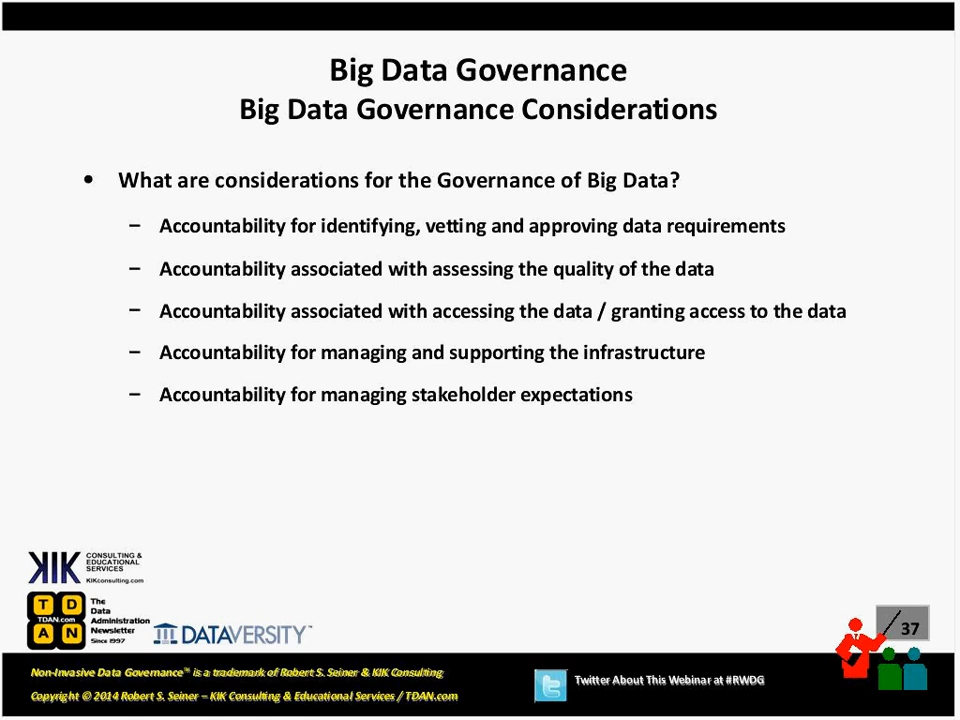 Big Data Governance
Big Data Governance Considerations
• What are considerations for the Governance of Big Data?
– Accountability for identifying, vetting and approving data requirements
– Accountability associated with assessing the quality of the data
– Accountability associated with accessing the data / granting access to the data
– Accountability for managing and supporting the infrastructure
– Accountability for managing stakeholder expectations
KIK CONSULTING &
EDUCATIONAL
SERVICES
KIKconsulting.com
T D
TDAN.com
A N
The
Data
Administration
Newsletter
Since 1997
DATAVERSITY™
37
Non-Invasive Data Governance™ is a trademark of Robert S. Seiner & KIK Consulting
Copyright © 2014 Robert S. Seiner – KIK Consulting & Educational Services / TDAN.com
Twitter About This Webinar at #RWDG